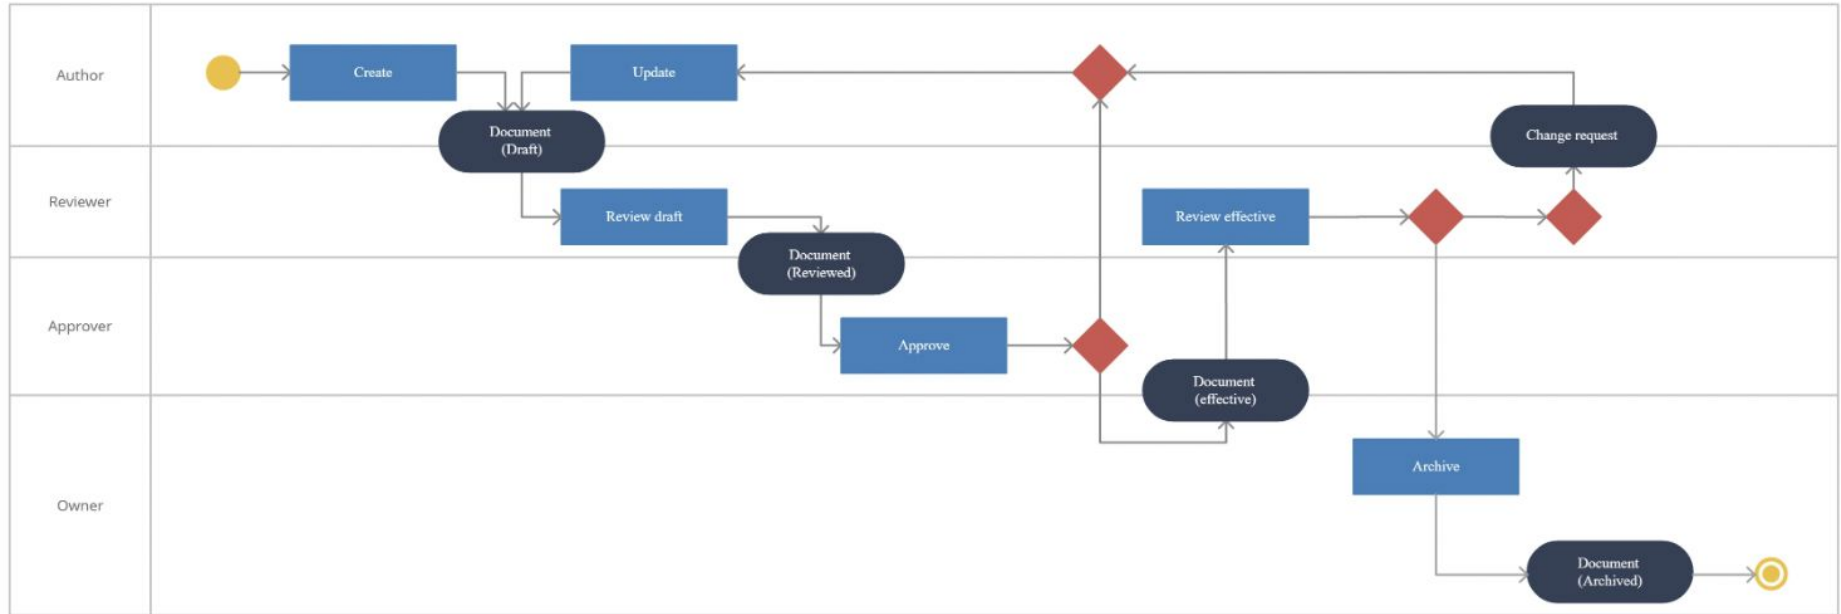 Author
Create
Update
Document
(Draft)
Change request
Reviewer
Review draft
Review effective
Document
(Reviewed)
Approver
Approve
Document
(effective)
Archive
Owner
Document
(Archived)